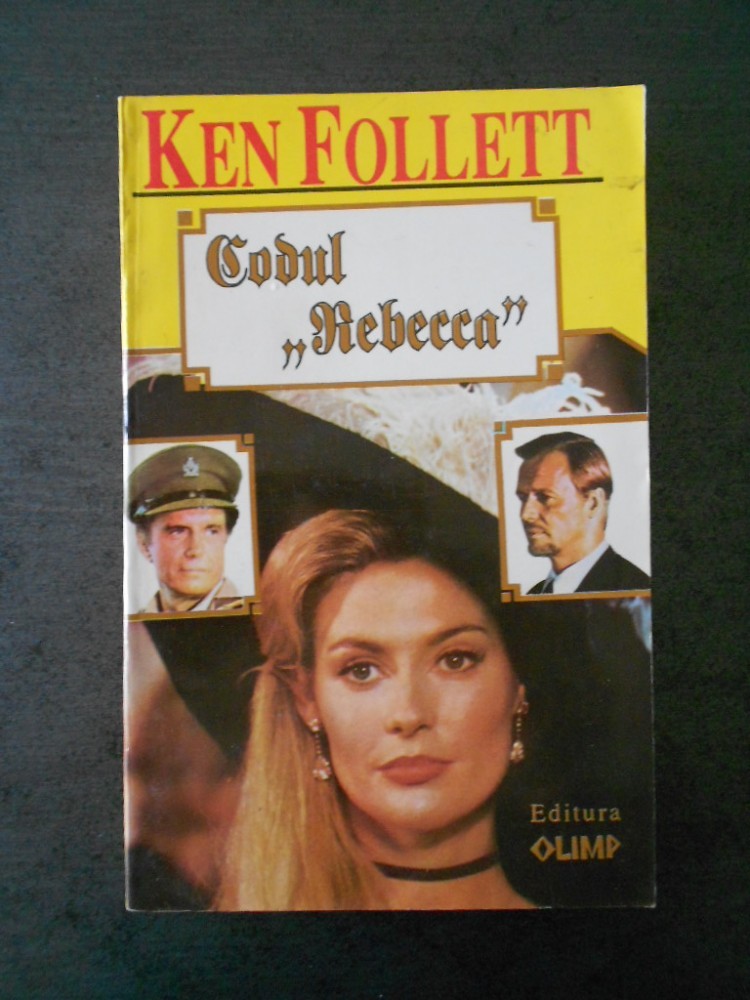 KEN FOLLETT
Codul
„Rebecca”
Editura
OLIMP